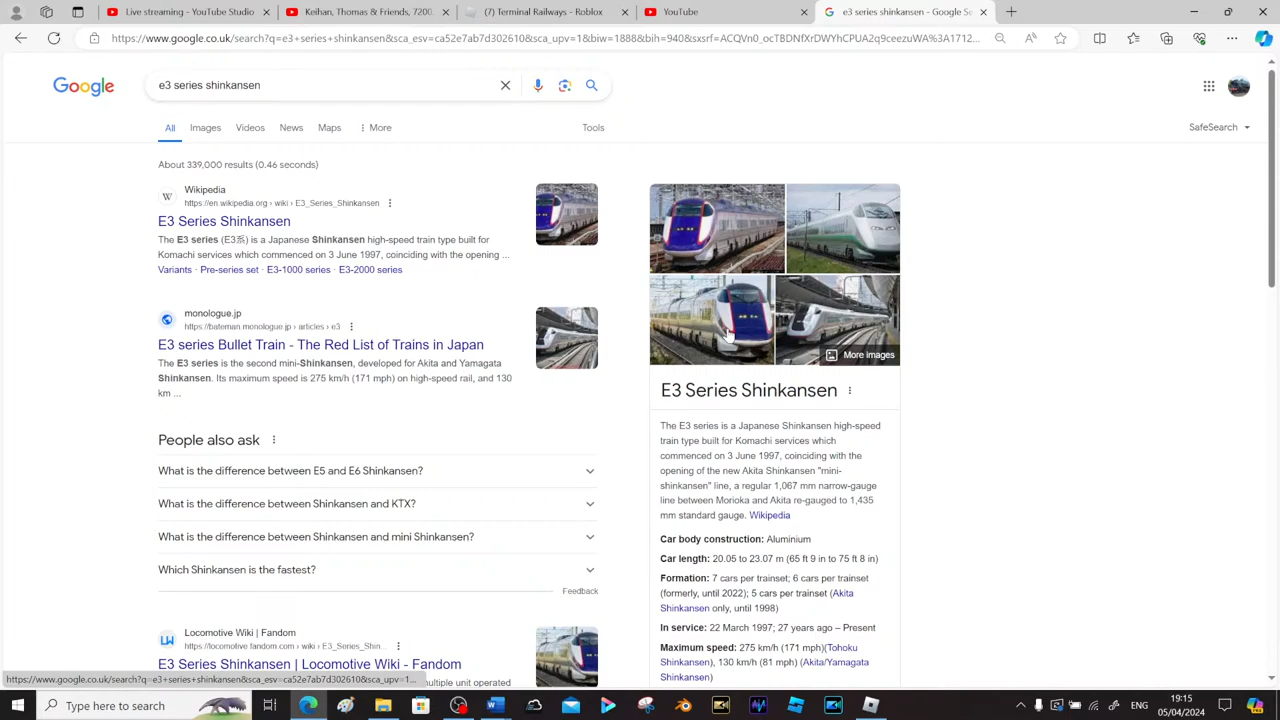 Live streaming - YouTube Studio
Keihan, Thomas & Friends, 7200
(7) Terminal Railways - Roblox
YouTube
e3 series shinkansen - Google Se
https://www.google.co.uk/search?q=e3+series+shinkansen&sca_esv=ca52e7ab7d302610&sca_upv=1&biw=1888&bih=940&sxsrf=ACQVn0_ocTBDNfXrDWYhCPUA2q9ceezuWA%3A1712...
Google
e3 series shinkansen
All
Images
Videos
News
Maps
More
Tools
SafeSearch
About 339,000 results (0.46 seconds)
W
Wikipedia
https://en.wikipedia.org › wiki › E3_Series_Shinkansen
E3 Series Shinkansen
The E3 series (E3系) is a Japanese Shinkansen high-speed train type built for
Komachi services which commenced on 3 June 1997, coinciding with the opening ...
Variants · Pre-series set · E3-1000 series · E3-2000 series
monologue.jp
https://bateman.monologue.jp › articles › e3
E3 series Bullet Train - The Red List of Trains in Japan
The E3 series is the second mini-Shinkansen, developed for Akita and Yamagata
Shinkansen. Its maximum speed is 275 km/h (171 mph) on high-speed rail, and 130
km ...
People also ask
What is the difference between E5 and E6 Shinkansen?
What is the difference between Shinkansen and KTX?
What is the difference between Shinkansen and mini Shinkansen?
Which Shinkansen is the fastest?
Feedback
LW
Locomotive Wiki | Fandom
https://locomotive.fandom.com › wiki › E3_Series_Shin...
E3 Series Shinkansen | Locomotive Wiki - Fandom
ultiple unit operated
https://www.google.co.uk/search?q=e3+series+shinkansen&sca_esv=ca52e7ab7d302610&sca_upv=1...
More images
E3 Series Shinkansen
The E3 series is a Japanese Shinkansen high-speed
train type built for Komachi services which
commenced on 3 June 1997, coinciding with the
opening of the new Akita Shinkansen "mini-
shinkansen" line, a regular 1,067 mm narrow-gauge
line between Morioka and Akita re-gauged to 1,435
mm standard gauge. Wikipedia
Car body construction: Aluminium
Car length: 20.05 to 23.07 m (65 ft 9 in to 75 ft 8 in)
Formation: 7 cars per trainset; 6 cars per trainset
(formerly, until 2022); 5 cars per trainset (Akita
Shinkansen only, until 1998)
In service: 22 March 1997; 27 years ago – Present
Maximum speed: 275 km/h (171 mph)(Tohoku
Shinkansen), 130 km/h (81 mph) (Akita/Yamagata
Shinkansen)
Type here to search
ENG
19:15
05/04/2024